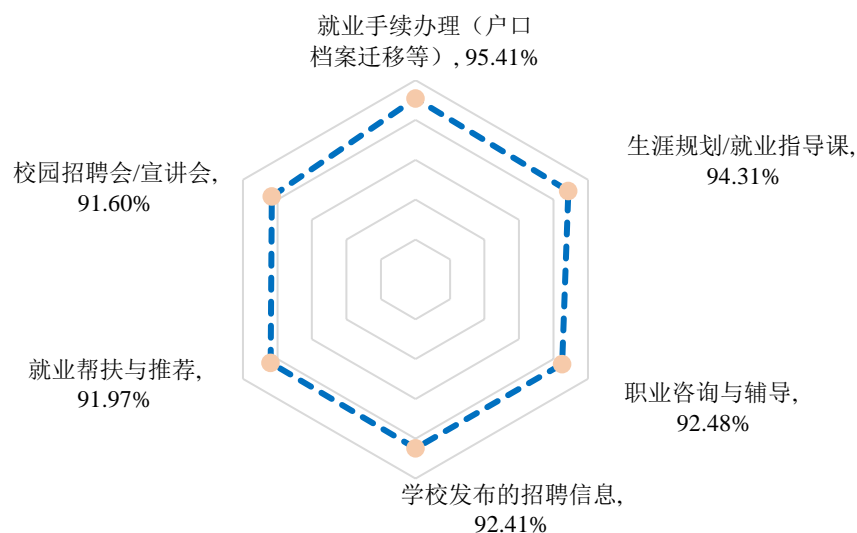 就业手续办理（户口
档案迁移等）, 95.41%
生涯规划/就业指导课,
94.31%
职业咨询与辅导,
92.48%
学校发布的招聘信息,
92.41%
就业帮扶与推荐,
91.97%
校园招聘会/宣讲会,
91.60%